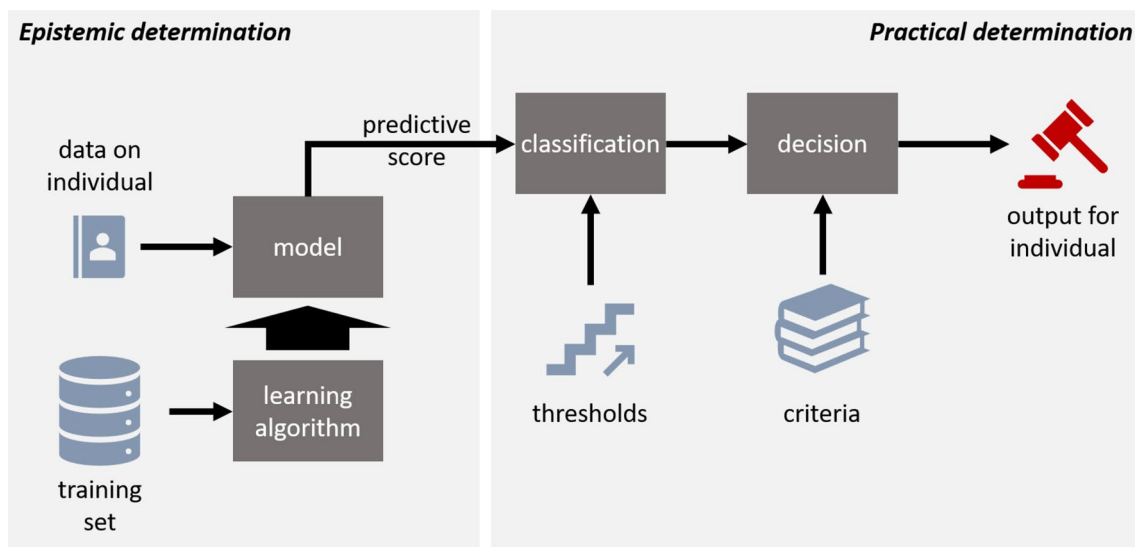 Epistemic determination
data on
individual
model
learning
algorithm
training
set
predictive
score
Practical determination
classification
decision
thresholds
criteria
output for
individual